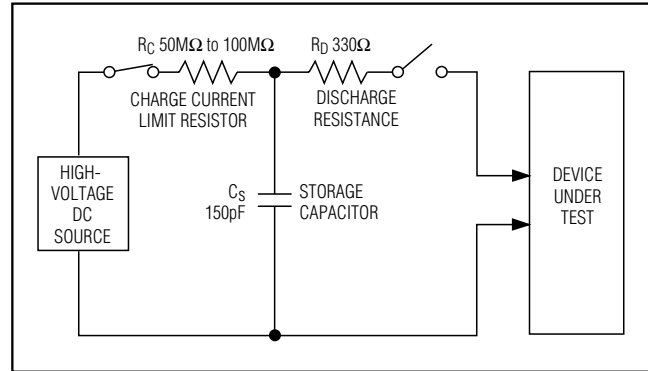 RC 50MΩ to 100MΩ
RD 330Ω
CHARGE CURRENT
LIMIT RESISTOR
DISCHARGE
RESISTANCE
HIGH-
VOLTAGE
DC
SOURCE
CS
150pF
STORAGE
CAPACITOR
DEVICE
UNDER
TEST